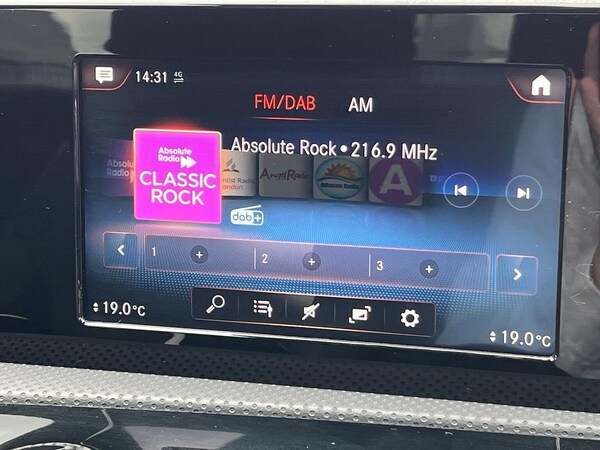 14:31 4G
FM/DAB AM
Absolute Rock • 216.9 MHz
Absolute
Radio
CLASSIC
ROCK
Radio
A
dab+
1 + 2 + 3 +
19.0°C
19.0°C